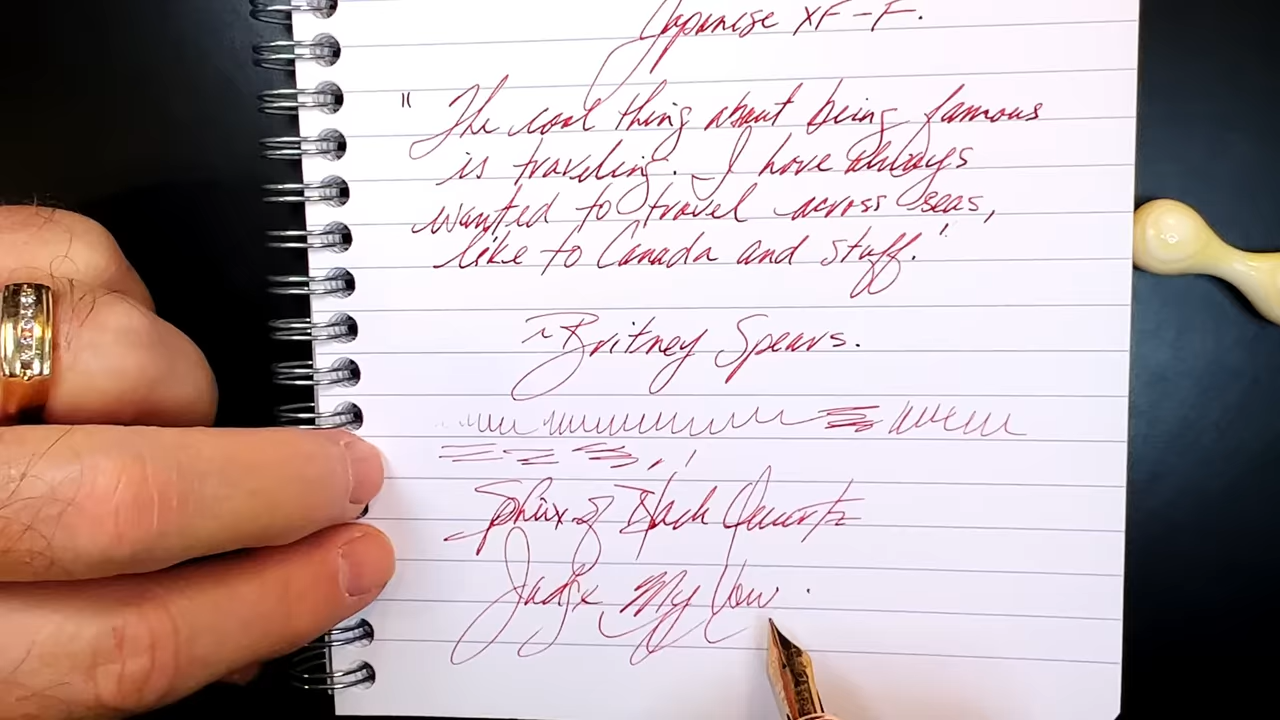 Japanese XF-F.
" The cool thing about being famous
is traveling. I have always
wanted to travel across seas,
like to Canada and stuff."
~Britney Spears.
Sphinx of Black Quartz
Judge My Vow.